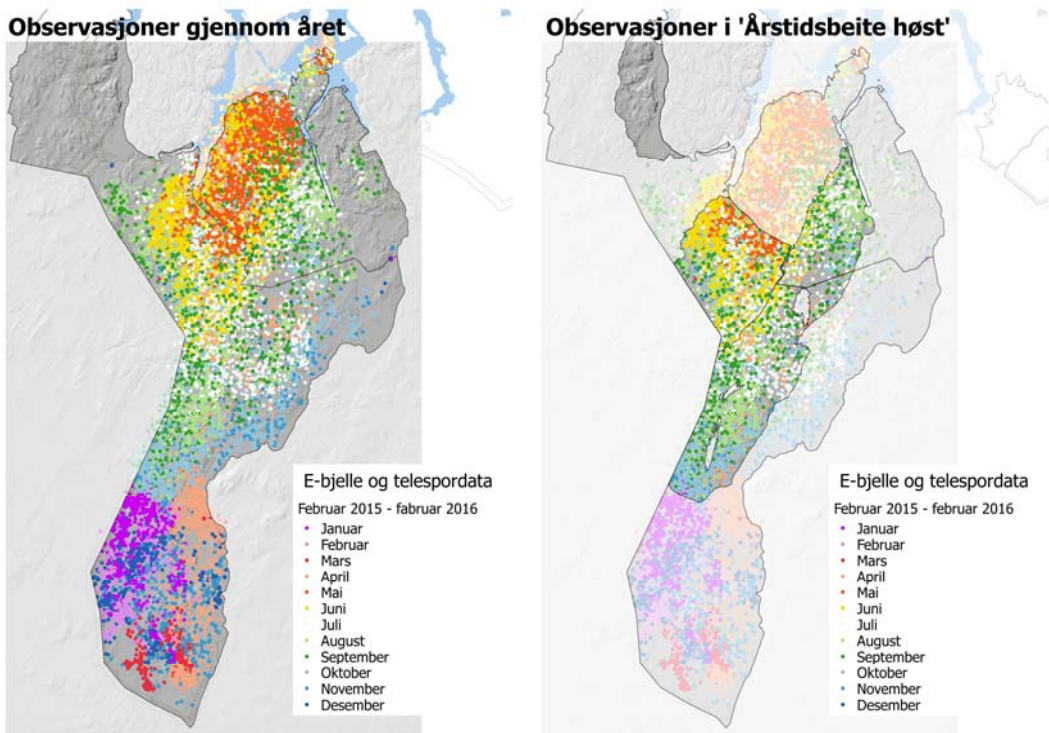 Observasjoner gjennom året
E-bjelle og telespordata
Februar 2015 - fabruar 2016
Januar
Februar
Mars
April
Mai
Juni
Juli
August
September
Oktober
November
Desember
Observasjoner i 'Årstidsbeite høst'
E-bjelle og telespordata
Februar 2015 - februar 2016
Januar
Februar
Mars
April
Mai
Juni
Juli
August
September
Oktober
November
Desember